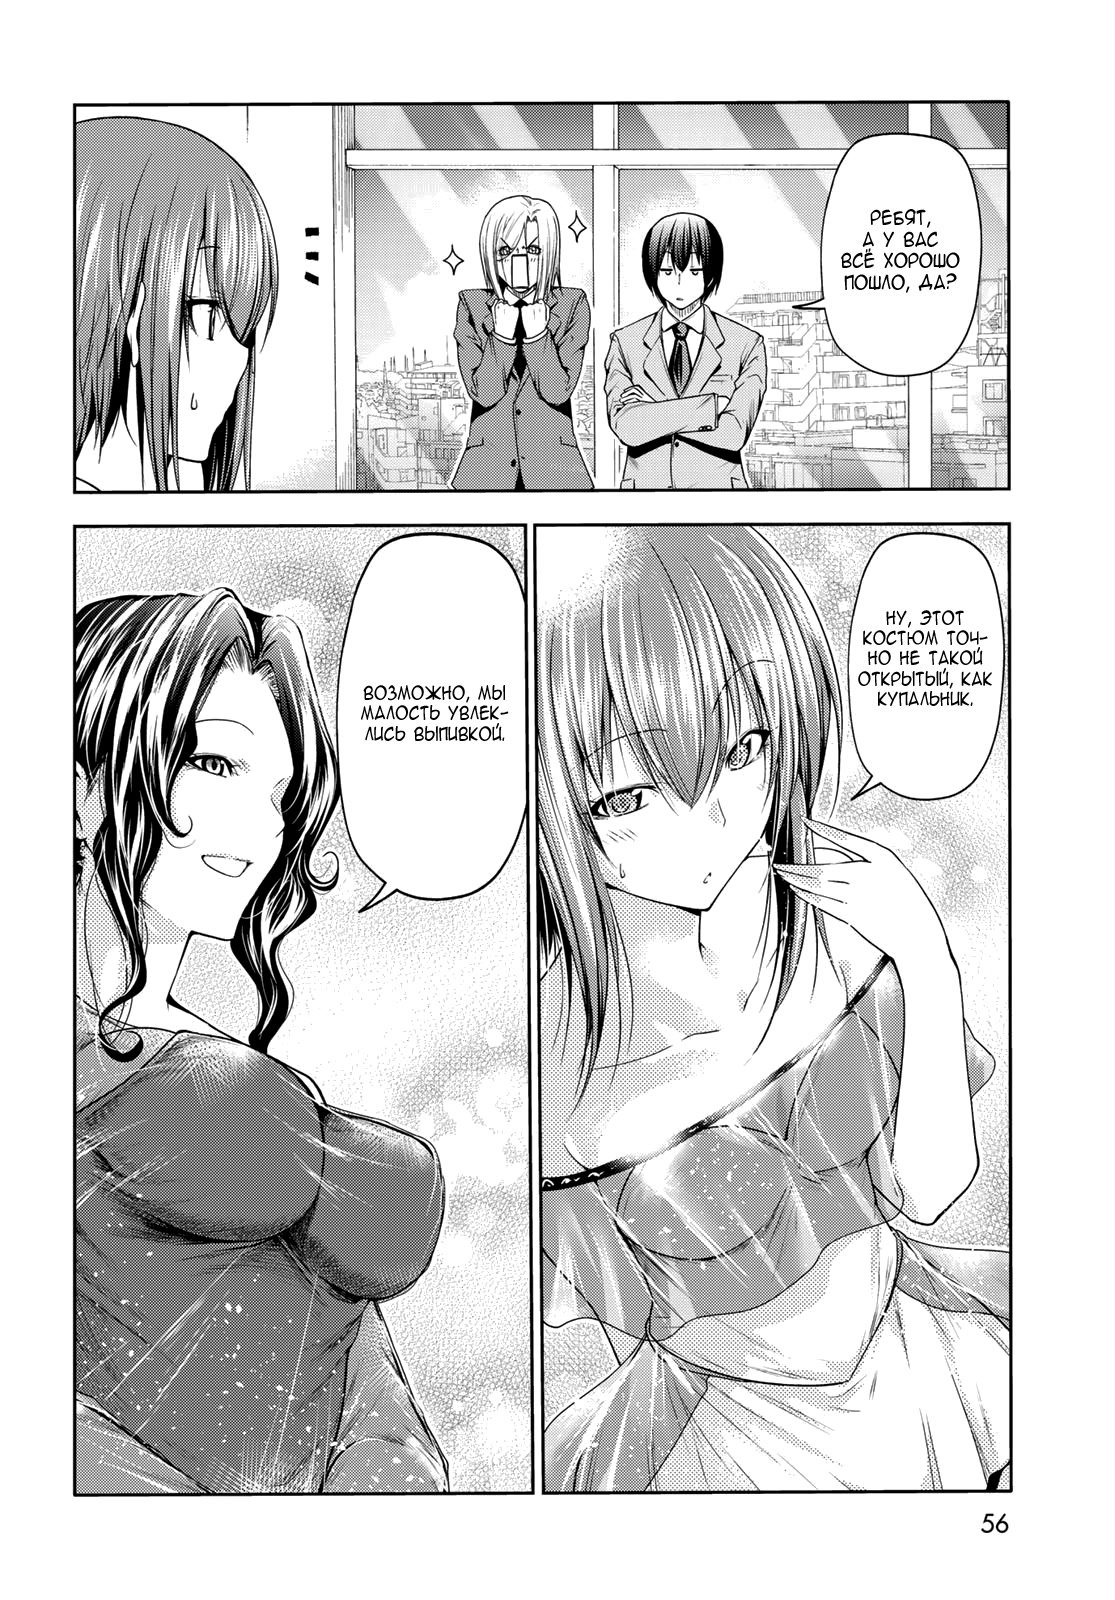 РЕБЯТ,
А У ВАС
ВСЁ ХОРОШО
ПОШЛО, ДА?
НУ, ЭТОТ
КОСТЮМ ТОЧ-
НО НЕ ТАКОЙ
ОТКРЫТЫЙ, КАК
КУПАЛЬНИК.
ВОЗМОЖНО, МЫ
МАЛОСТЬ УВЛЕК-
ЛИСЬ ВЫПИВКОЙ.
56